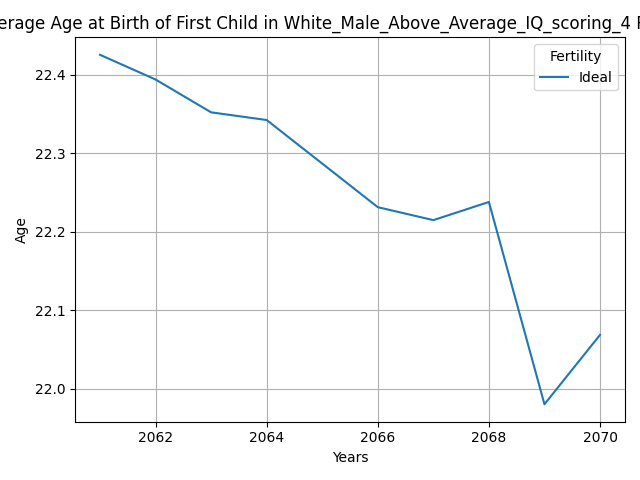 Age at Birth of First Child in White_Male_Above_Average_IQ_scoring_4
Fertility
Ideal
22.4
22.3
22.2
22.1
22.0
Age
2062 2064 2066 2068 2070
Years